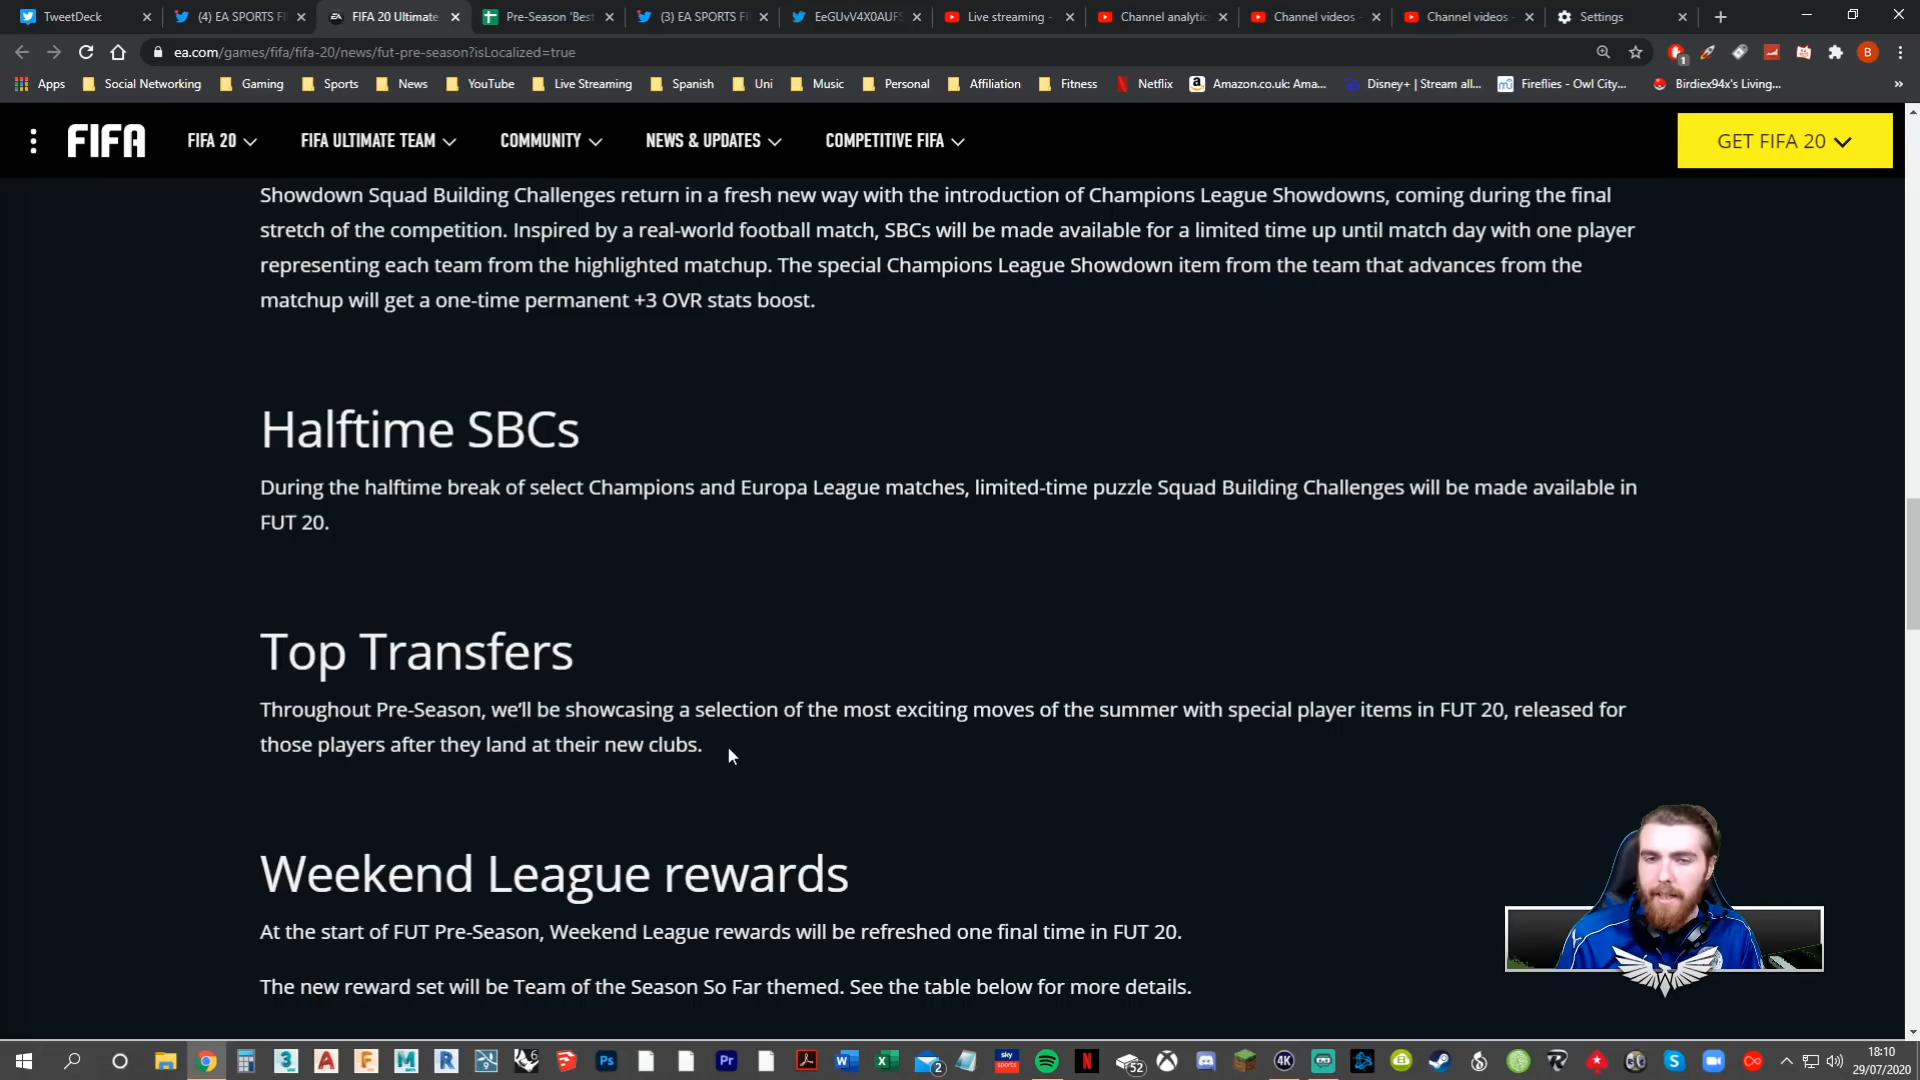 TweetDeck
(4) EA SPORTS FI
FIFA 20 Ultimate
Pre-Season 'Best
(3) EA SPORTS FI
EeGUvV4X0AUFS
Live streaming -
Channel analytic
Channel videos -
Channel videos -
Settings
ea.com/games/fifa/fifa-20/news/fut-pre-season?isLocalized=true
Apps
Social Networking
Gaming
Sports
News
YouTube
Live Streaming
Spanish
Uni
Music
Personal
Affiliation
Fitness
Netflix
Amazon.co.uk: Ama...
Disney+ | Stream all...
Fireflies - Owl City...
Birdiex94x's Living...
FIFA
FIFA 20
FIFA ULTIMATE TEAM
COMMUNITY
NEWS & UPDATES
COMPETITIVE FIFA
GET FIFA 20
Showdown Squad Building Challenges return in a fresh new way with the introduction of Champions League Showdowns, coming during the final
stretch of the competition. Inspired by a real-world football match, SBCs will be made available for a limited time up until match day with one player
representing each team from the highlighted matchup. The special Champions League Showdown item from the team that advances from the
matchup will get a one-time permanent +3 OVR stats boost.
Halftime SBCs
During the halftime break of select Champions and Europa League matches, limited-time puzzle Squad Building Challenges will be made available in
FUT 20.
Top Transfers
Throughout Pre-Season, we'll be showcasing a selection of the most exciting moves of the summer with special player items in FUT 20, released for
those players after they land at their new clubs.
Weekend League rewards
At the start of FUT Pre-Season, Weekend League rewards will be refreshed one final time in FUT 20.
The new reward set will be Team of the Season So Far themed. See the table below for more details.
18:10
29/07/2020